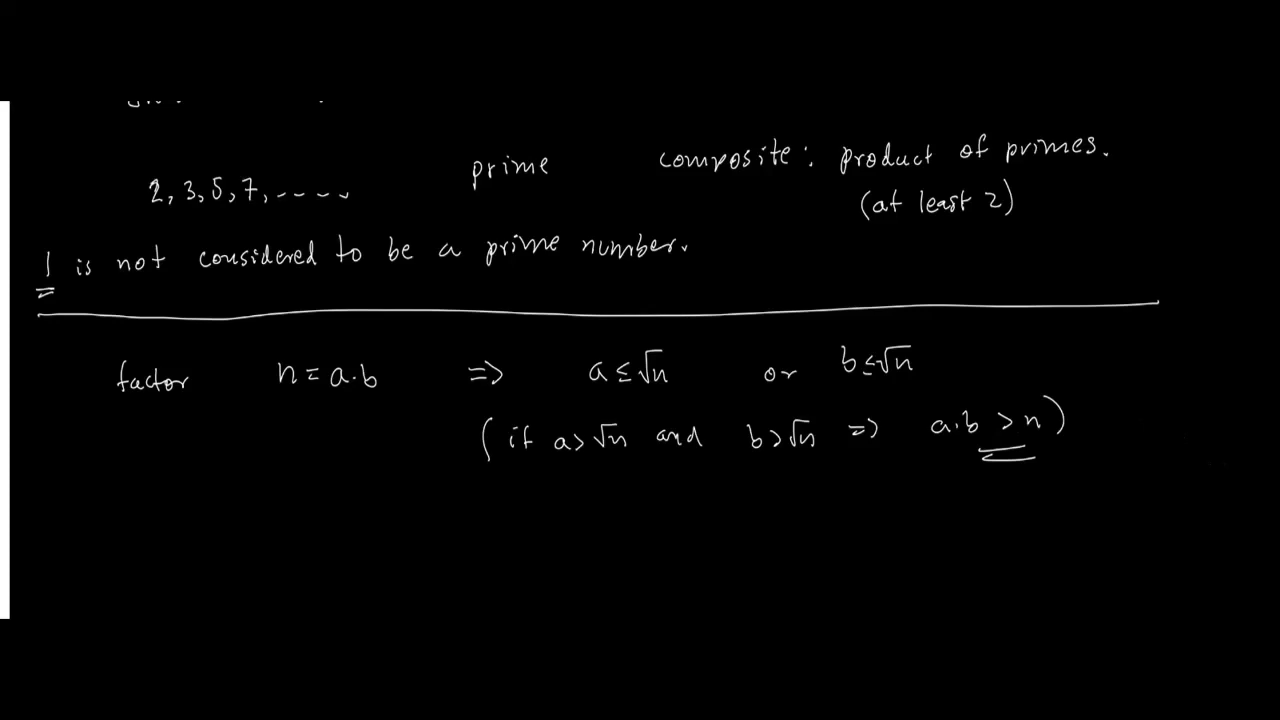 prime composite: product of primes.
2, 3, 5, 7, ----. (at least 2)
1 is not considered to be a prime number.
factor n = a.b => a ≤ √n or b ≤ √n
(if a > √n and b > √n => a.b > n)